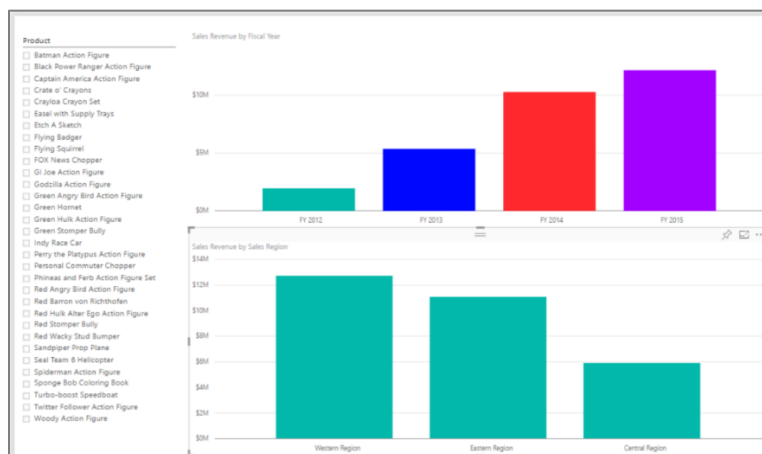 Product
Batman Action Figure
Black Power Ranger Action Figure
Captain America Action Figure
Crate o' Crayons
Crayloa Crayon Set
Easel with Supply Trays
Etch A Sketch
Flying Badger
Flying Squirrel
FOX News Chopper
GI Joe Action Figure
Godzilla Action Figure
Green Angry Bird Action Figure
Green Hornet
Green Hulk Action Figure
Green Stomper Bully
Indy Race Car
Perry the Platypus Action Figure
Personal Commuter Chopper
Phineas and Ferb Action Figure Set
Red Angry Bird Action Figure
Red Barron von Richthofen
Red Hulk Alter Ego Action Figure
Red Stomper Bully
Red Wacky Stud Bumper
Sandpiper Prop Plane
Seal Team 6 Helicopter
Spiderman Action Figure
Sponge Bob Coloring Book
Turbo-boost Speedboat
Twitter Follower Action Figure
Woody Action Figure
Sales Revenue by Fiscal Year
$10M
$5M
$0M
FY 2012 FY 2013 FY 2014 FY 2015
Sales Revenue by Sales Region
$14M
$12M
$10M
$8M
$6M
$4M
$2M
$0M
Western Region Eastern Region Central Region